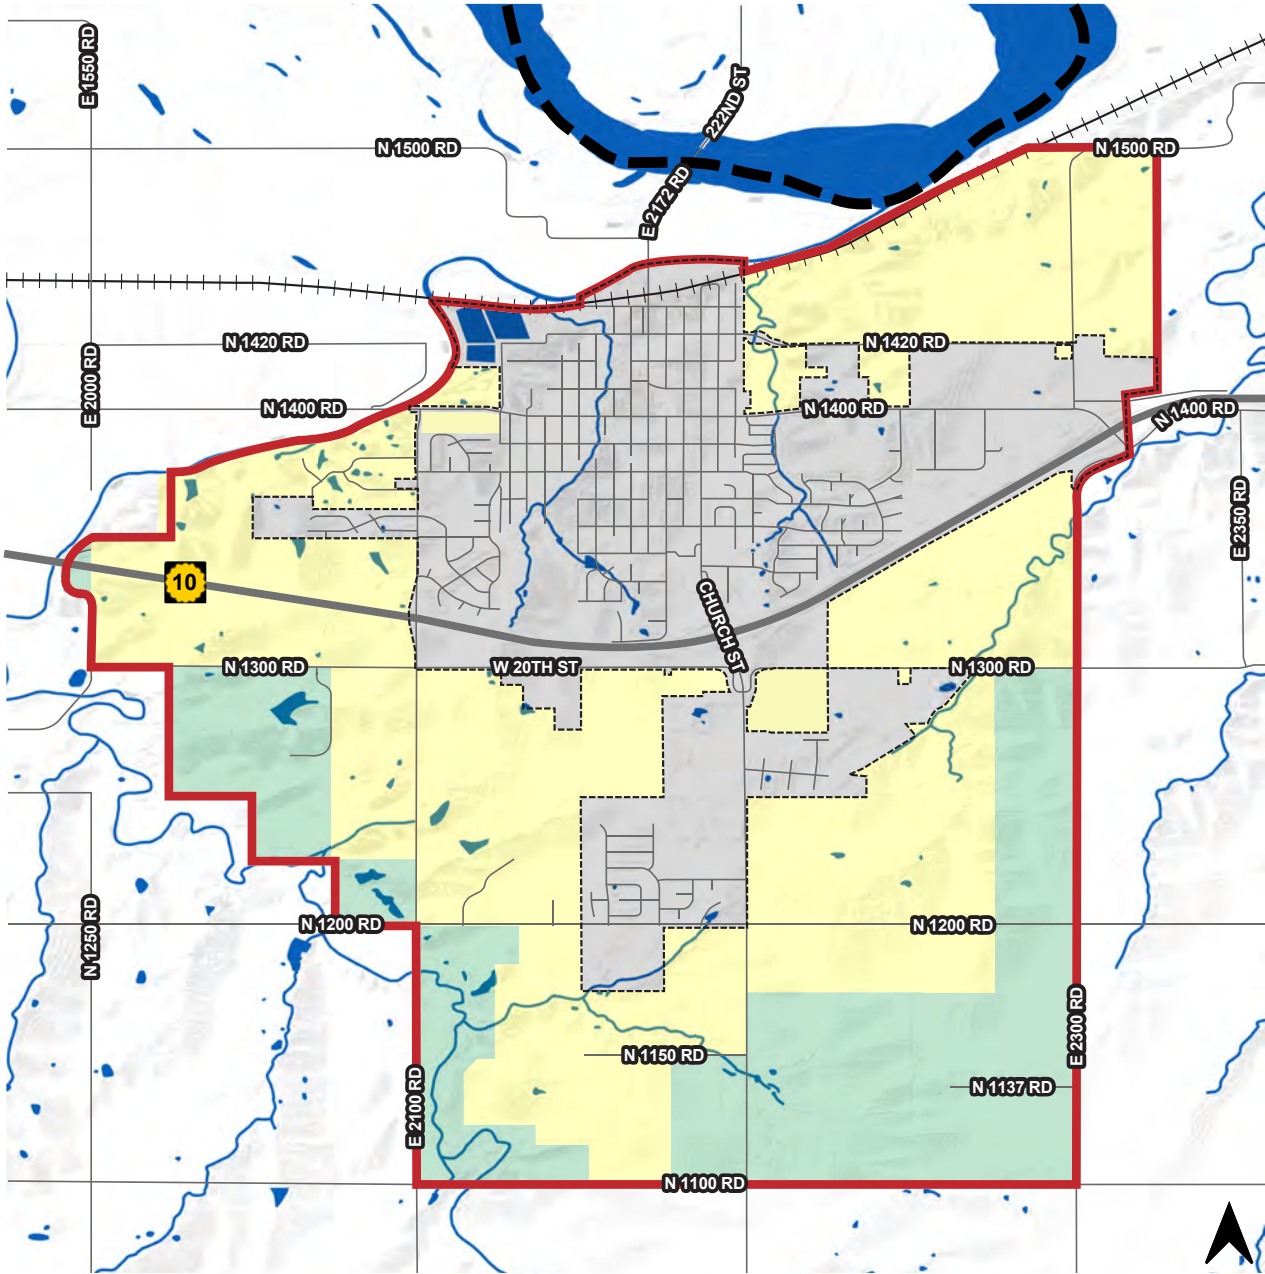 E 1550 RD
222ND ST
N 1500 RD
N 1500 RD
E 2172 RD
N 1420 RD
N 1420 RD
E 2000 RD
N 1400 RD
N 1400 RD
N 1400 RD
E 2350 RD
10
CHURCH ST
N 1300 RD
W 20TH ST
N 1300 RD
N 1250 RD
N 1200 RD
N 1200 RD
E 2300 RD
N 1150 RD
N 1137 RD
E 2100 RD
N 1100 RD